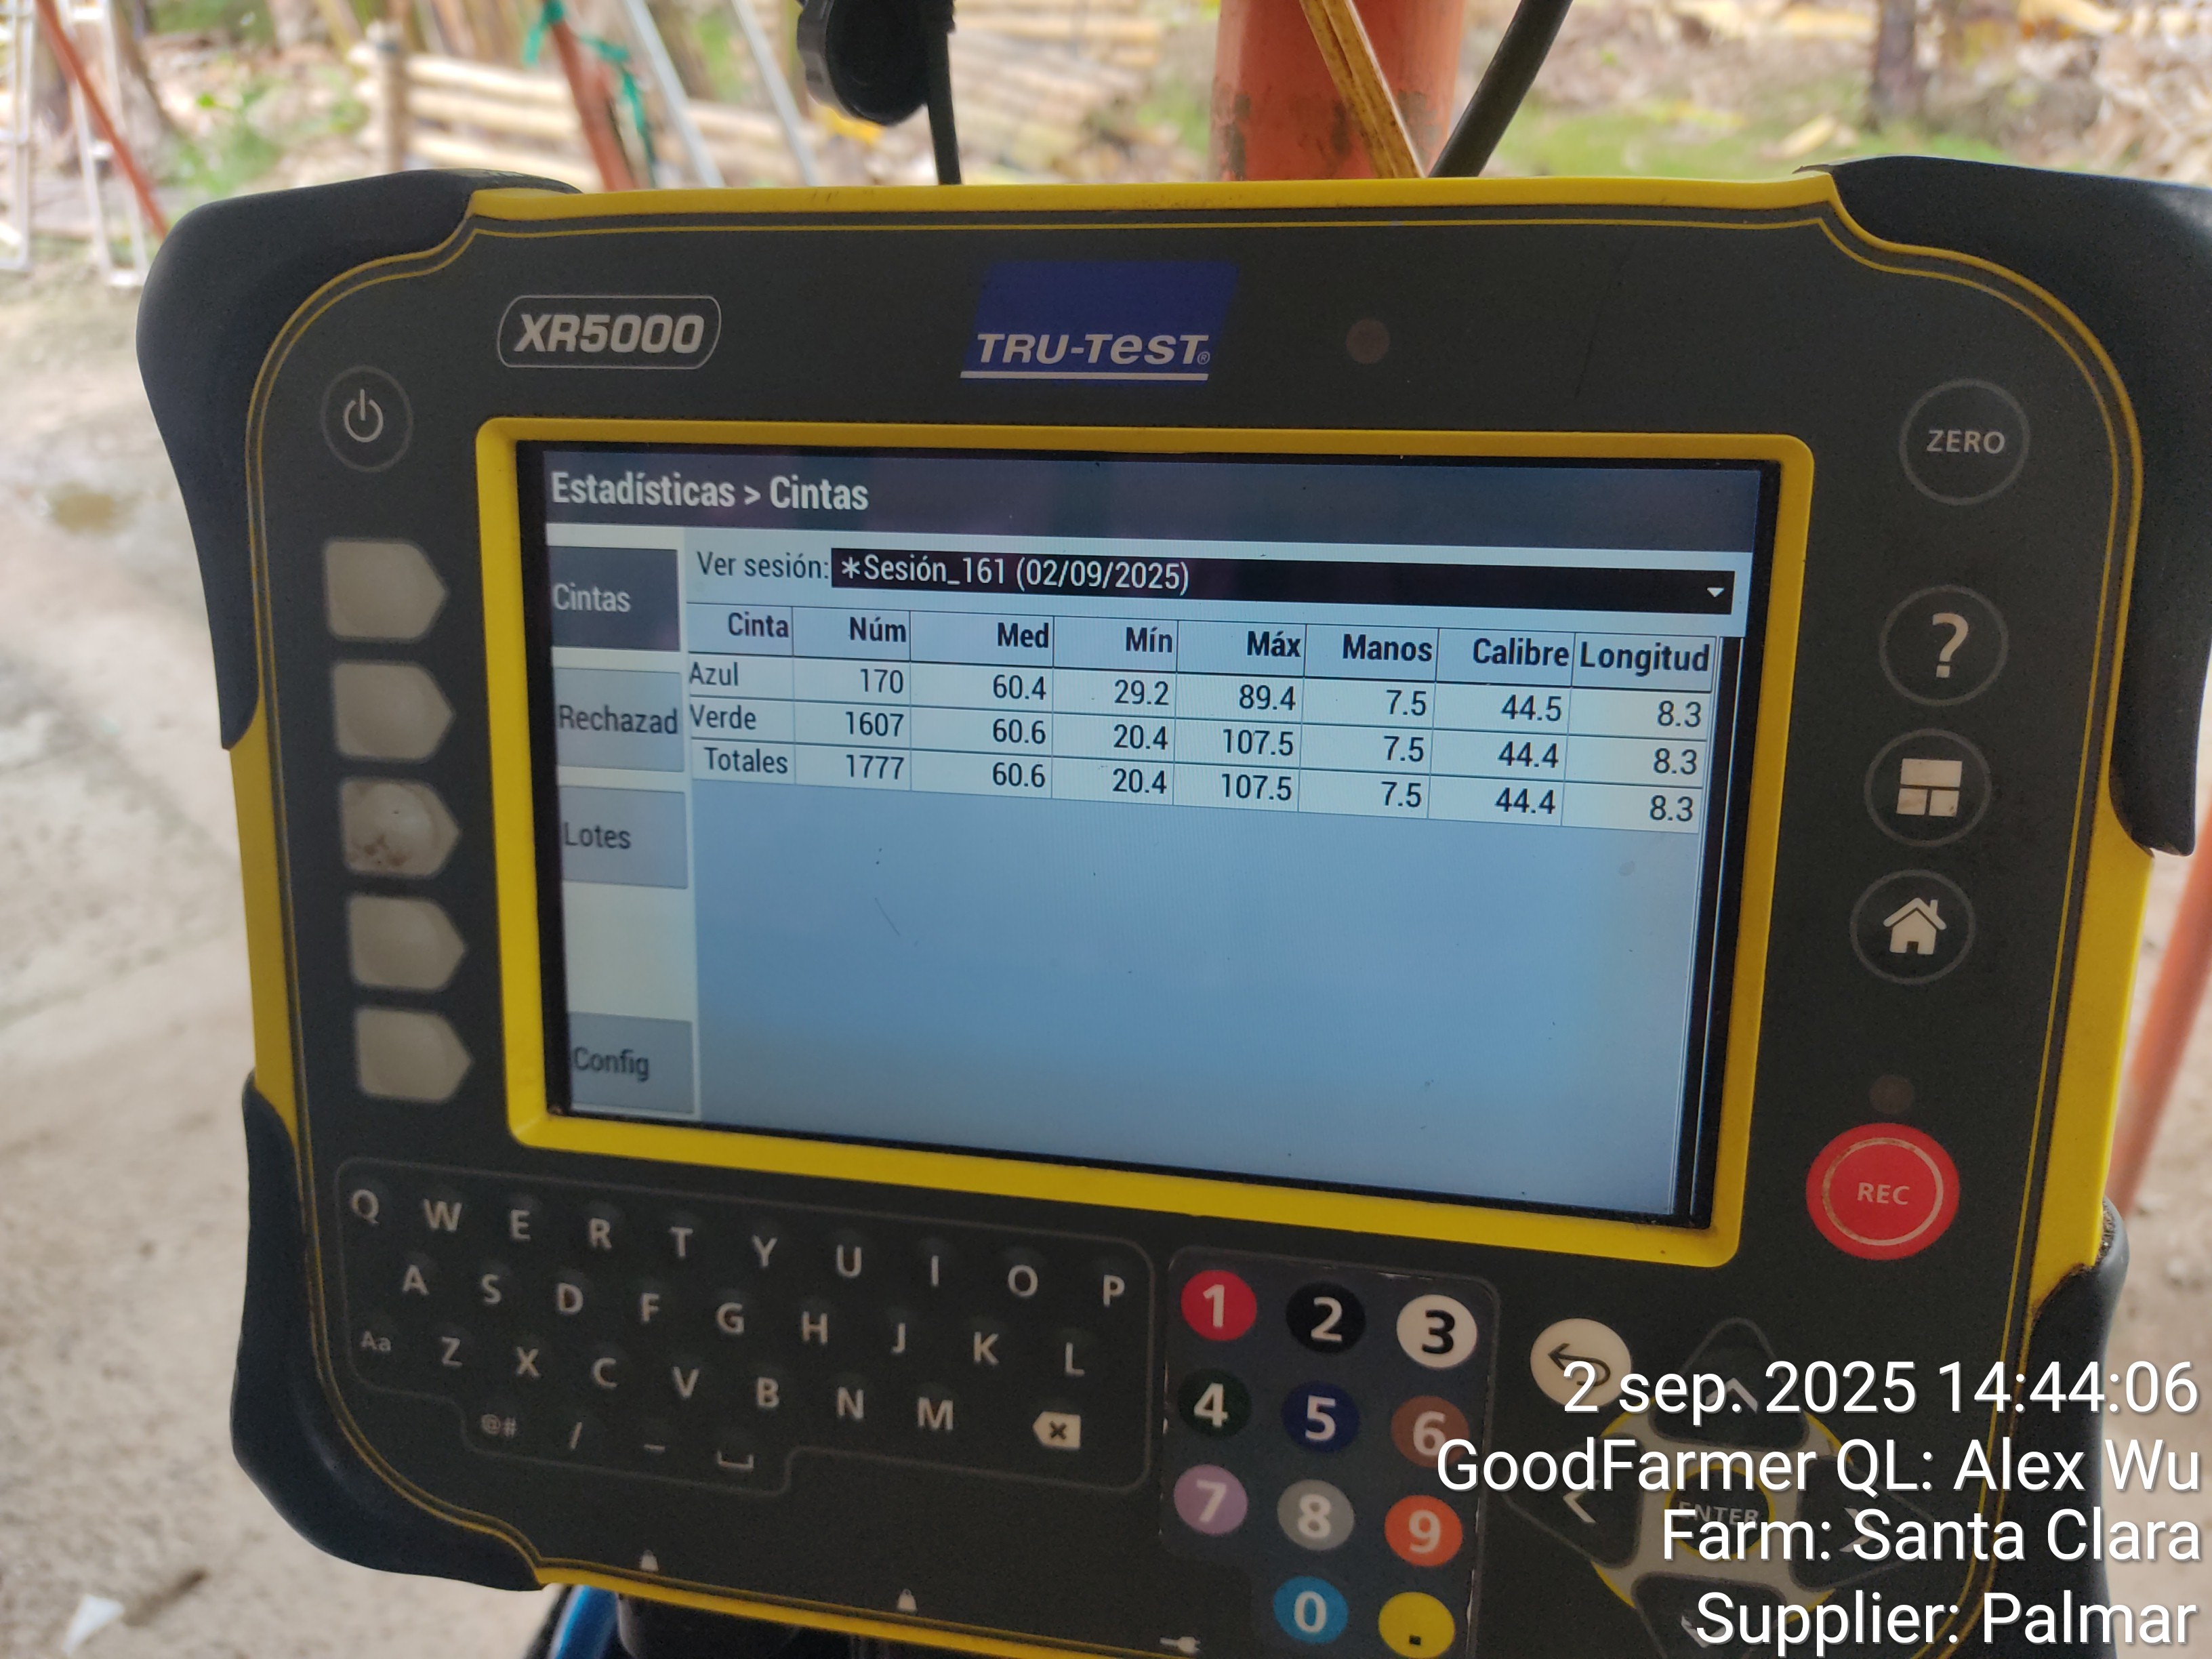 XR5000
TRU-TEST®
ZERO
Estadísticas > Cintas
Cintas
Ver sesión: *Sesión_161 (02/09/2025)
Cinta Núm Med Mín Máx Manos Calibre Longitud
Azul 170 60.4 29.2 89.4 7.5 44.5 8.3
Verde 1607 60.6 20.4 107.5 7.5 44.4 8.3
Totales 1777 60.6 20.4 107.5 7.5 44.4 8.3
Rechazad
Lotes
Config
?
REC
Q W E R T Y U I O P
A S D F G H J K L
Aa Z X C V B N M
@# / –
1 2 3
4 5 6
7 8 9
0 .
ENTER
2 sep. 2025 14:44:06
GoodFarmer QL: Alex Wu
Farm: Santa Clara
Supplier: Palmar